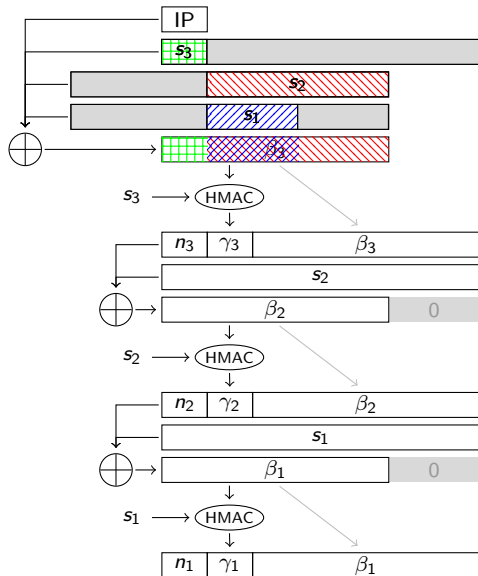 IP
s₃
s₂
s₁
β₃
s₃ HMAC
n₃ γ₃ β₃
s₂
β₂ 0
s₂ HMAC
n₂ γ₂ β₂
s₁
β₁ 0
s₁ HMAC
n₁ γ₁ β₁